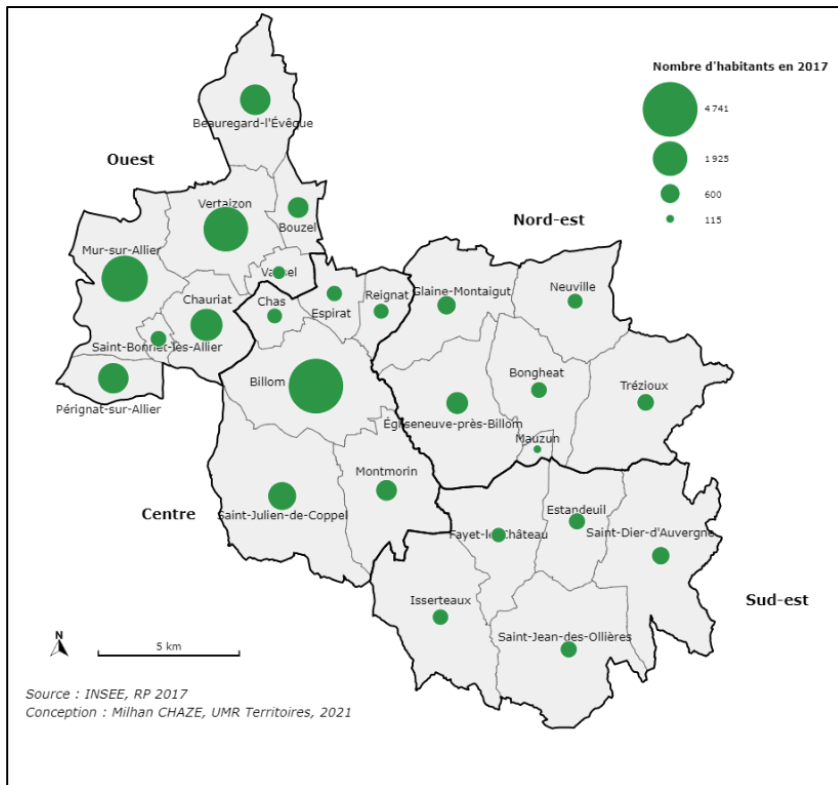 Nombre d'habitants en 2017
4 741
1 925
600
115
Beauregard-l'Évêque
Ouest
Vertaizon
Bouzel
Nord-est
Mur-sur-Allier
Vassel
Glaine-Montaigut
Neuville
Chauriat
Chas
Espirat
Reignat
Saint-Bonnet-lès-Allier
Billom
Bongheat
Trézioux
Pérignat-sur-Allier
Égliseneuve-près-Billom
Mauzun
Montmorin
Centre
Saint-Julien-de-Coppel
Estandeuil
Fayet-le-Château
Saint-Dier-d'Auvergne
Isserteaux
Sud-est
Saint-Jean-des-Ollières
N
5 km
Source : INSEE, RP 2017
Conception : Milhan CHAZE, UMR Territoires, 2021